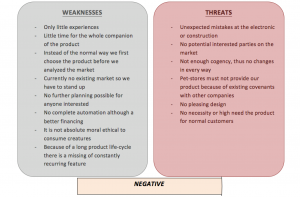 WEAKNESSES
- Only little experiences
- Little time for the whole companion
of the product
- Instead of the normal way we first
choose the product before we
analyzed the market
- Currently no existing market so we
have to stand up
- No further planning possible for
anyone interested
- No complete automation although a
better financing
- It is not absolute moral ethical to
consume creatures
- Because of a long product life-cycle
there is a missing of constantly
recurring feature
THREATS
- Unexpected mistakes at the electronic
or construction
- No potential interested parties on the
market
- Not enough cogency, thus no changes
in every way
- Pet-stores must not provide our
product because of existing covenants
with other companies
- No pleasing design
- No necessity or high need the product
for normal customers
NEGATIVE